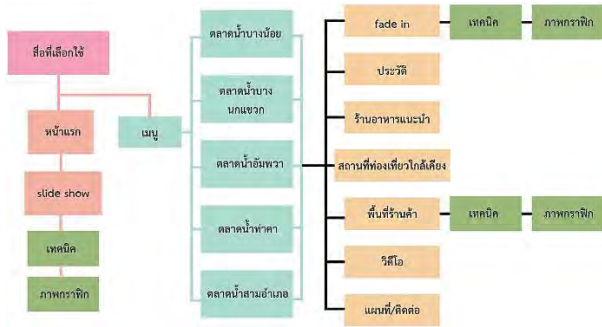 สื่อที่เลือกใช้
หน้าแรก
slide show
เทคนิค
ภาพกราฟิก
เมนู
ตลาดน้ำบางน้อย
ตลาดน้ำบาง
นกแขวก
ตลาดน้ำอัมพวา
ตลาดน้ำท่าคา
ตลาดน้ำสามอำเภอ
fade in
เทคนิค
ภาพกราฟิก
ประวัติ
ร้านอาหารแนะนำ
สถานที่ท่องเที่ยวใกล้เคียง
พื้นที่ร้านค้า
เทคนิค
ภาพกราฟิก
วิดีโอ
แผนที่/ติดต่อ